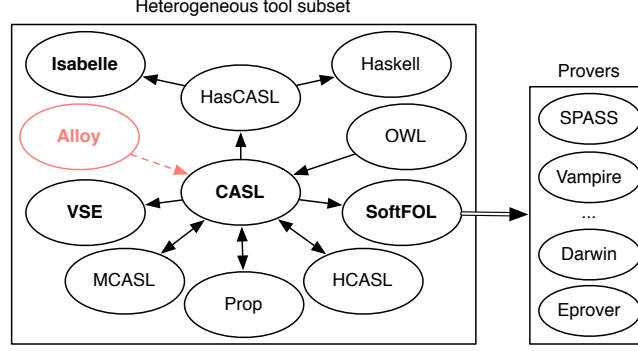 Heterogeneous tool subset
Isabelle
Haskell
HasCASL
Alloy
OWL
CASL
VSE
SoftFOL
MCASL
HCASL
Prop
Provers
SPASS
Vampire
...
Darwin
Eprover